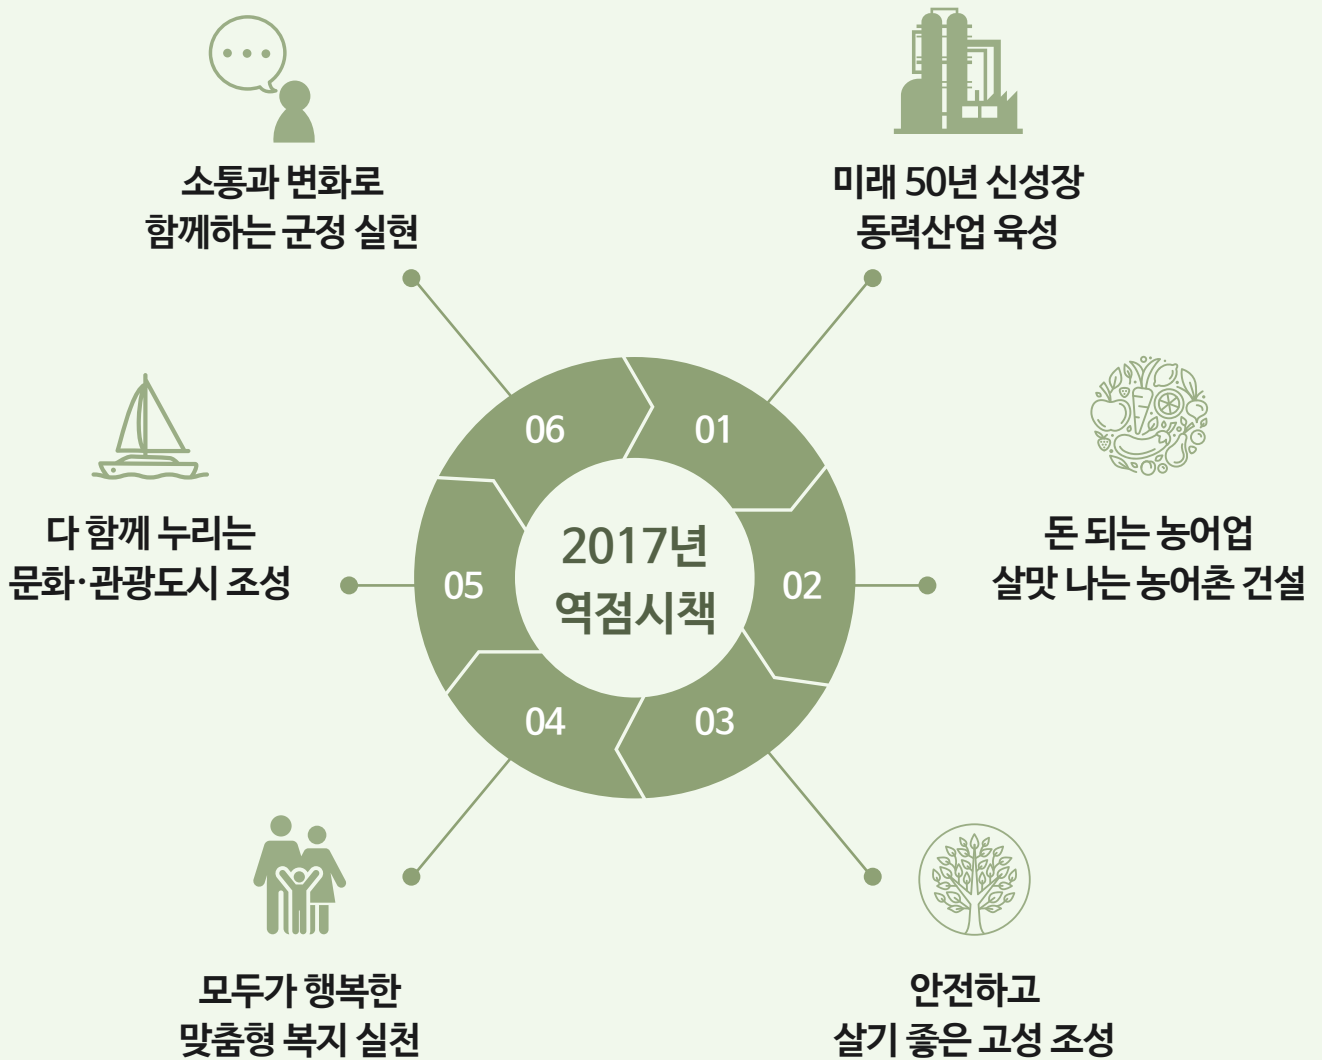 소통과 변화로
함께하는 군정 실현
미래 50년 신성장
동력산업 육성
다 함께 누리는
문화·관광도시 조성
돈 되는 농어업
살맛 나는 농어촌 건설
2017년
역점시책
01
02
03
04
05
06
모두가 행복한
맞춤형 복지 실천
안전하고
살기 좋은 고성 조성